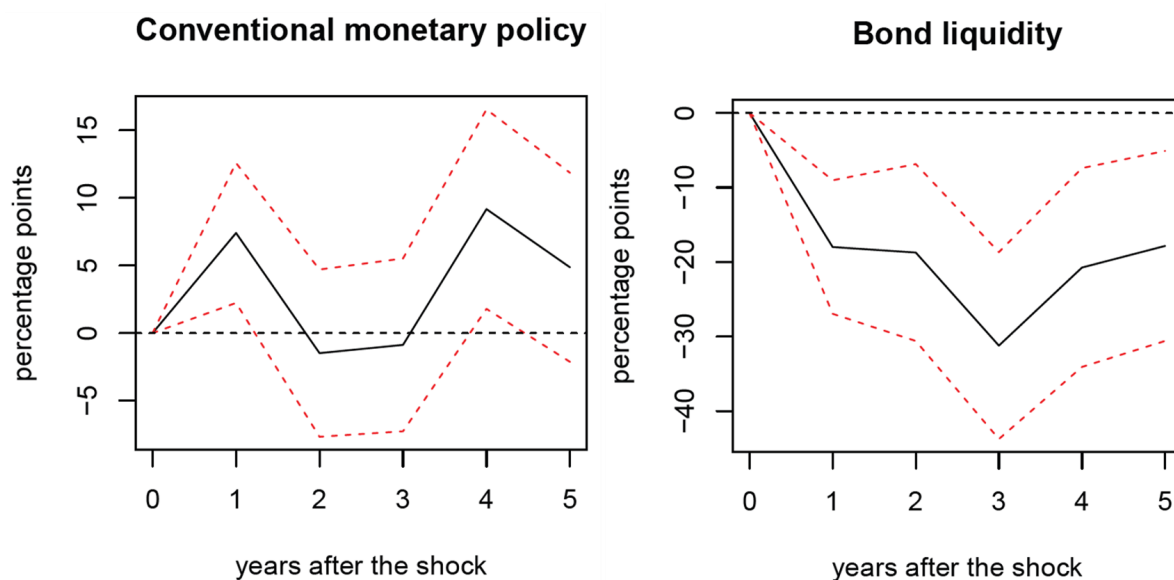 Conventional monetary policy
percentage points
15
10
5
0
−5
0 1 2 3 4 5
years after the shock
Bond liquidity
percentage points
0
−10
−20
−30
−40
0 1 2 3 4 5
years after the shock